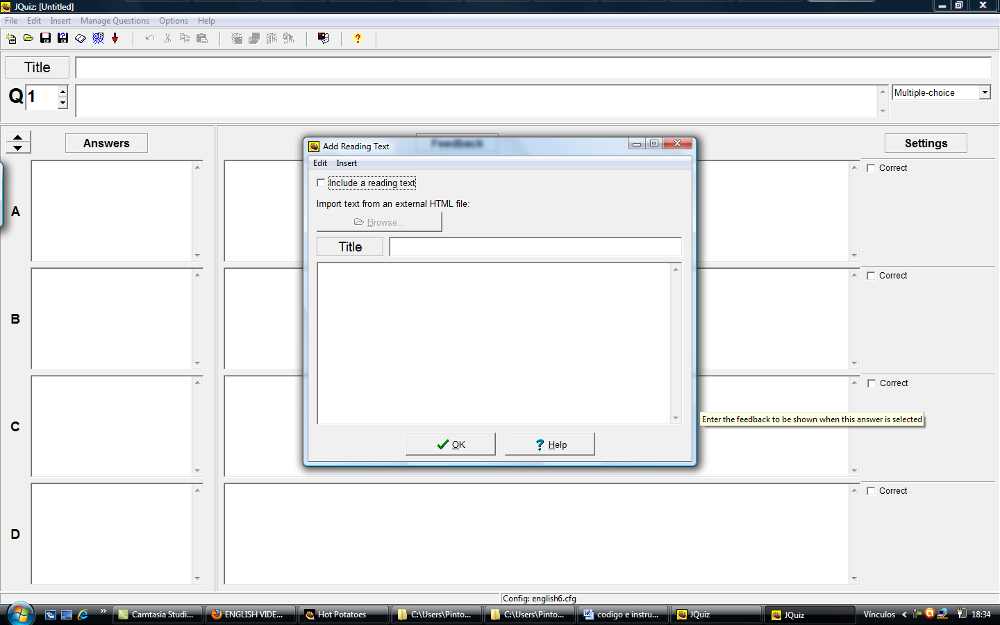 JQuiz: [Untitled]
File Edit Insert Manage Questions Options Help
Title
Q 1
Multiple-choice
Answers
Feedback
Settings
A
Correct
B
Correct
C
Correct
D
Correct
Add Reading Text
Edit Insert
Include a reading text
Import text from an external HTML file:
Browse...
Title
OK
Help
Enter the feedback to be shown when this answer is selected
Config: english6.cfg
Camtasia Studi...
ENGLISH VIDE...
Hot Potatoes
C:\Users\Pinto...
C:\Users\Pinto...
codigo e instru...
JQuiz
JQuiz
Vínculos
18:34